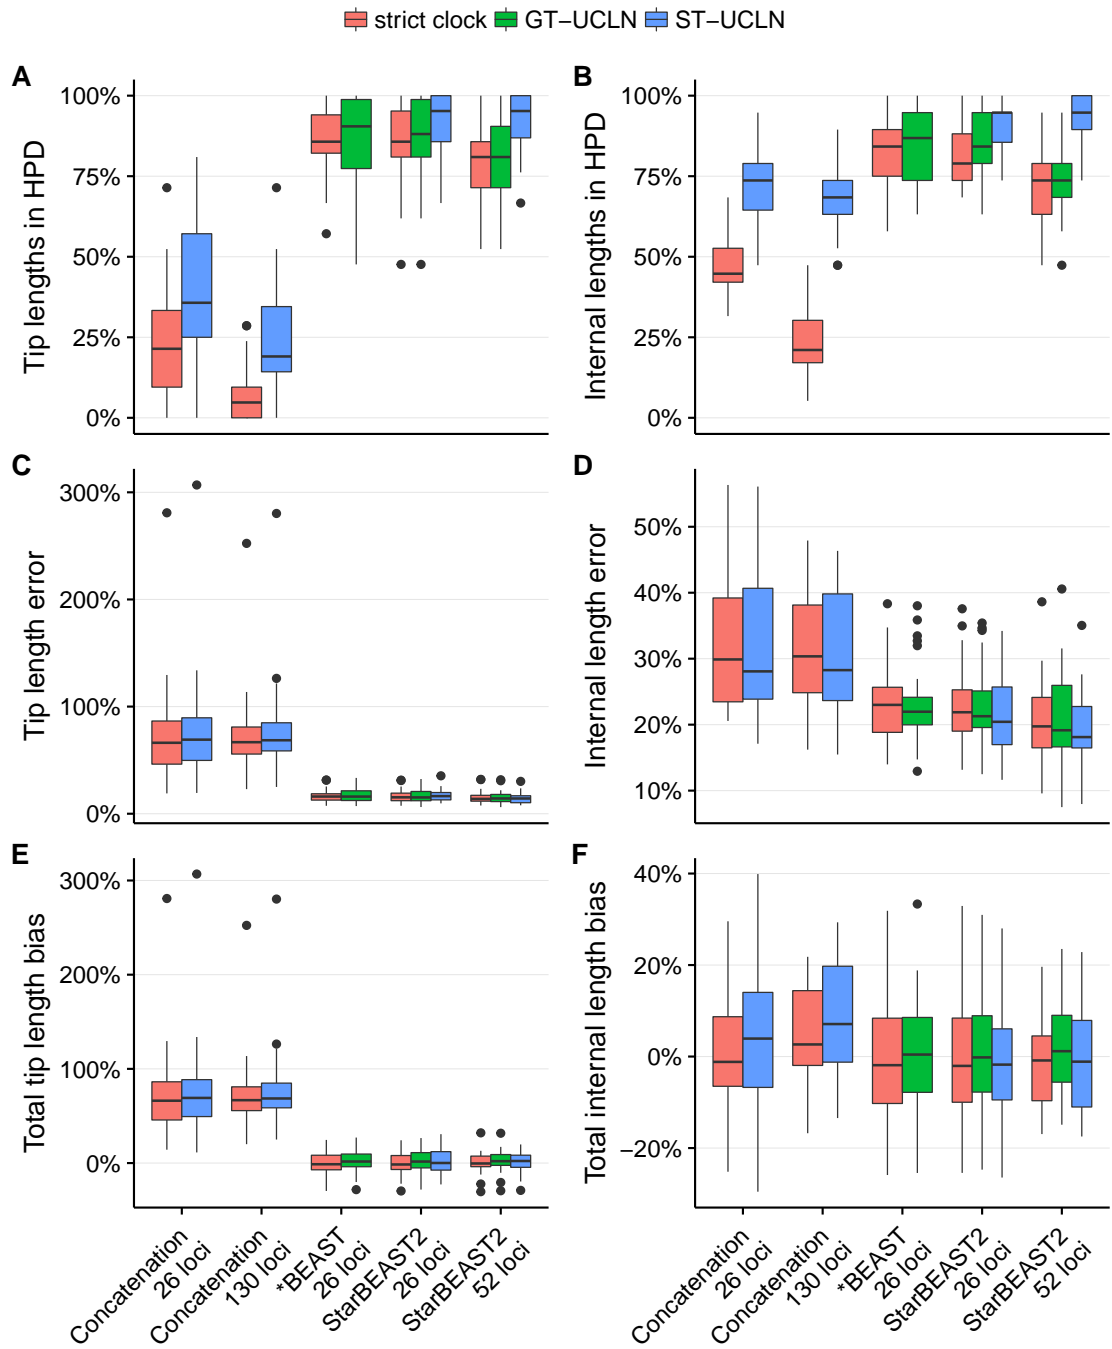 strict clock GT−UCLN ST−UCLN
A
B
Tip lengths in HPD
100%
75%
50%
25%
0%
Internal lengths in HPD
100%
75%
50%
25%
0%
C
D
Tip length error
300%
200%
100%
0%
Internal length error
50%
40%
30%
20%
10%
E
F
Total tip length bias
300%
200%
100%
0%
Total internal length bias
40%
20%
0%
−20%
Concatenation
26 loci
Concatenation
130 loci
*BEAST
26 loci
StarBEAST2
26 loci
StarBEAST2
52 loci
Concatenation
26 loci
Concatenation
130 loci
*BEAST
26 loci
StarBEAST2
26 loci
StarBEAST2
52 loci